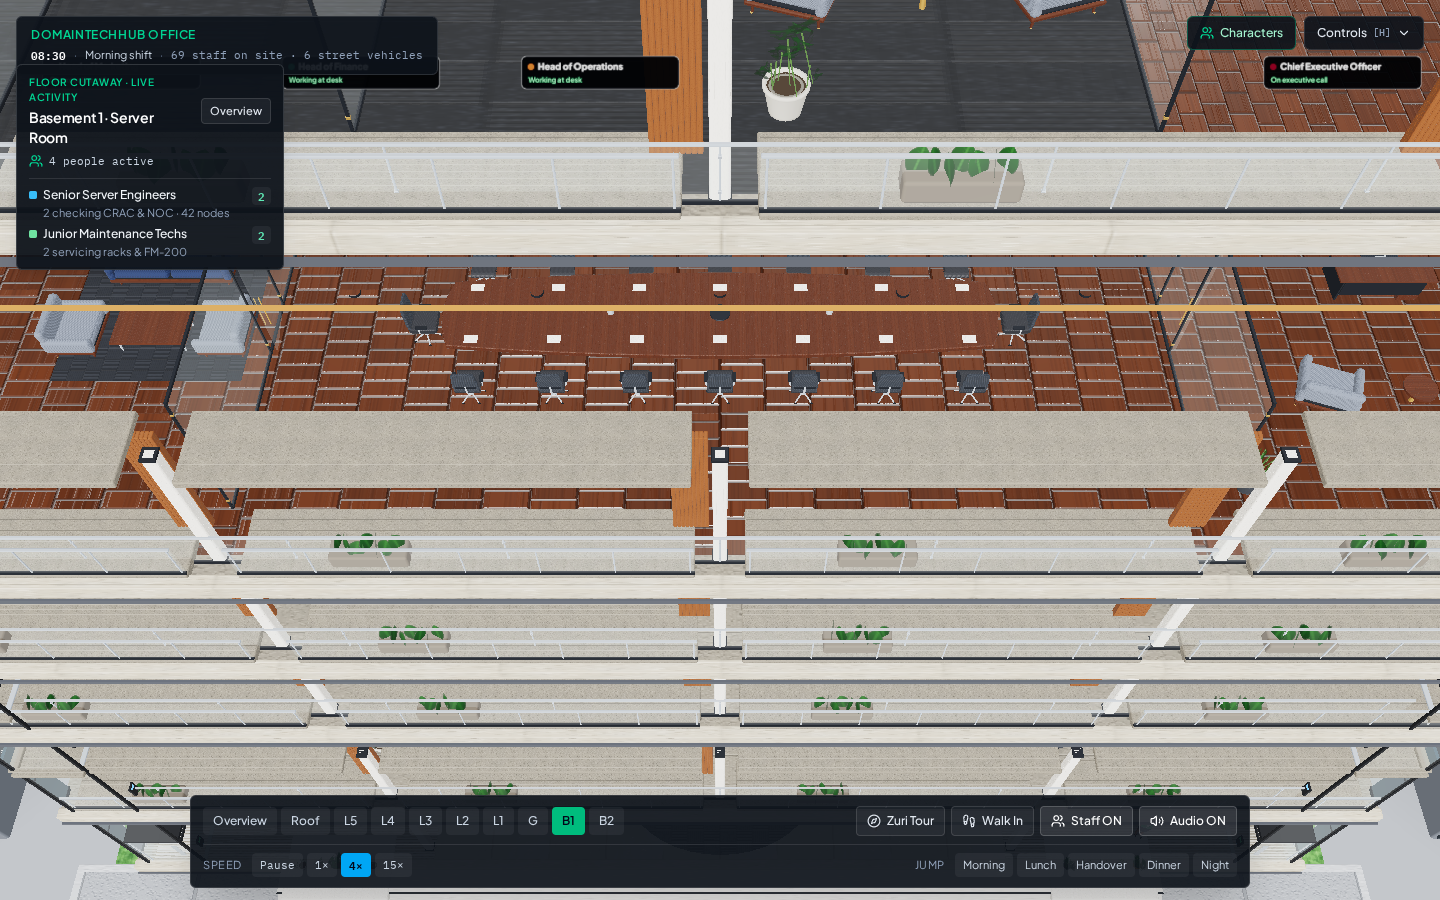 DOMAINTECHHUB OFFICE
08:30 · Morning shift · 69 staff on site · 6 street vehicles
Characters
Controls [H]
Working at desk
Head of Operations
Working at desk
Chief Executive Officer
On executive call
FLOOR CUTAWAY · LIVE
ACTIVITY
Basement 1 · Server
Room
Overview
4 people active
Senior Server Engineers 2
2 checking CRAC & NOC · 42 nodes
Junior Maintenance Techs 2
2 servicing racks & FM-200
Overview Roof L5 L4 L3 L2 L1 G B1 B2
Zuri Tour Walk In Staff ON Audio ON
SPEED Pause 1× 4× 15×
JUMP Morning Lunch Handover Dinner Night